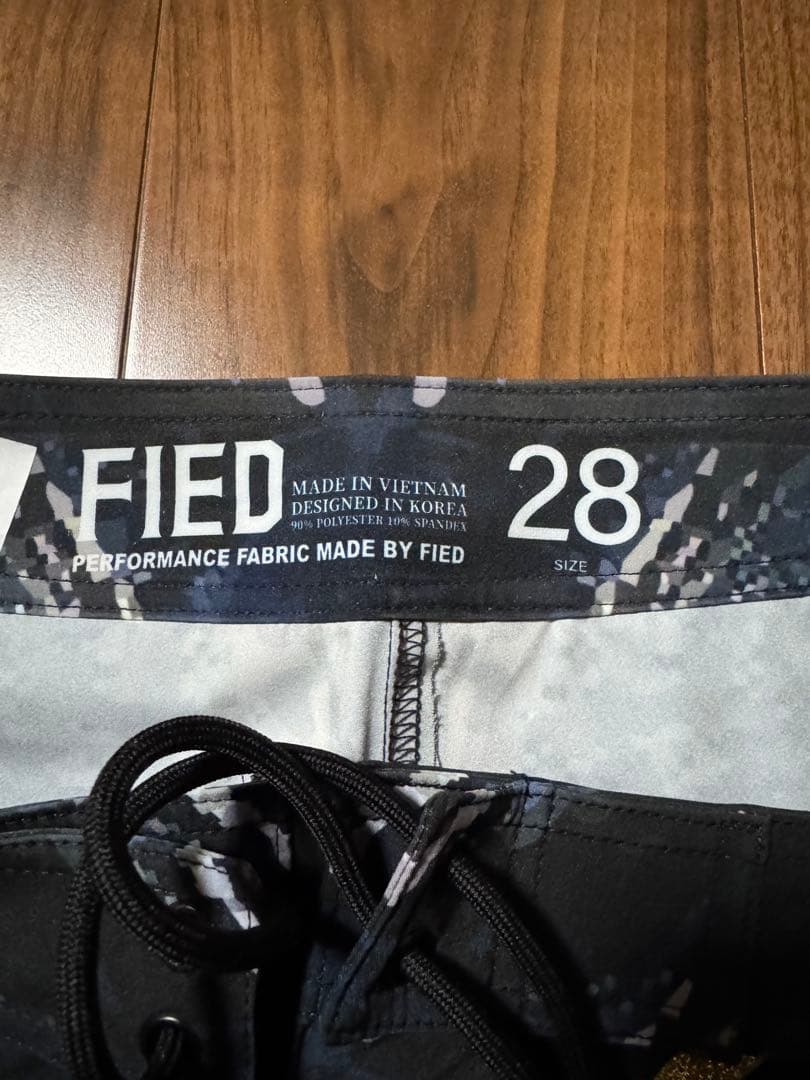 FIED
MADE IN VIETNAM
DESIGNED IN KOREA
90% POLYESTER 10% SPANDEX
PERFORMANCE FABRIC MADE BY FIED
28
SIZE